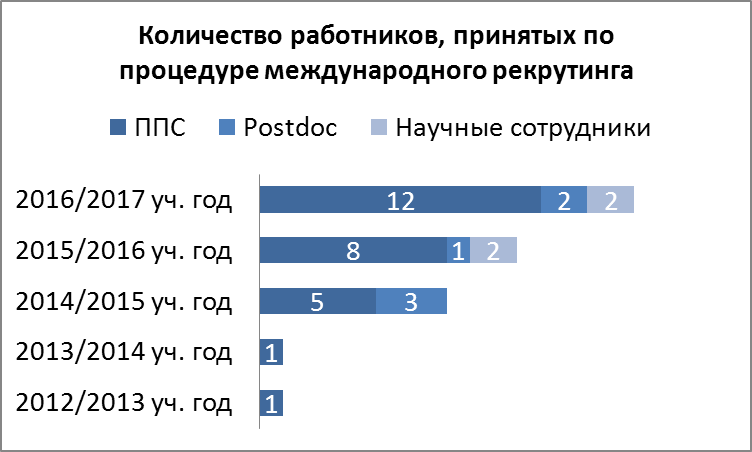 Количество работников, принятых по
процедуре международного рекрутинга
ППС Postdoc Научные сотрудники
2016/2017 уч. год 12 2 2
2015/2016 уч. год 8 1 2
2014/2015 уч. год 5 3
2013/2014 уч. год 1
2012/2013 уч. год 1